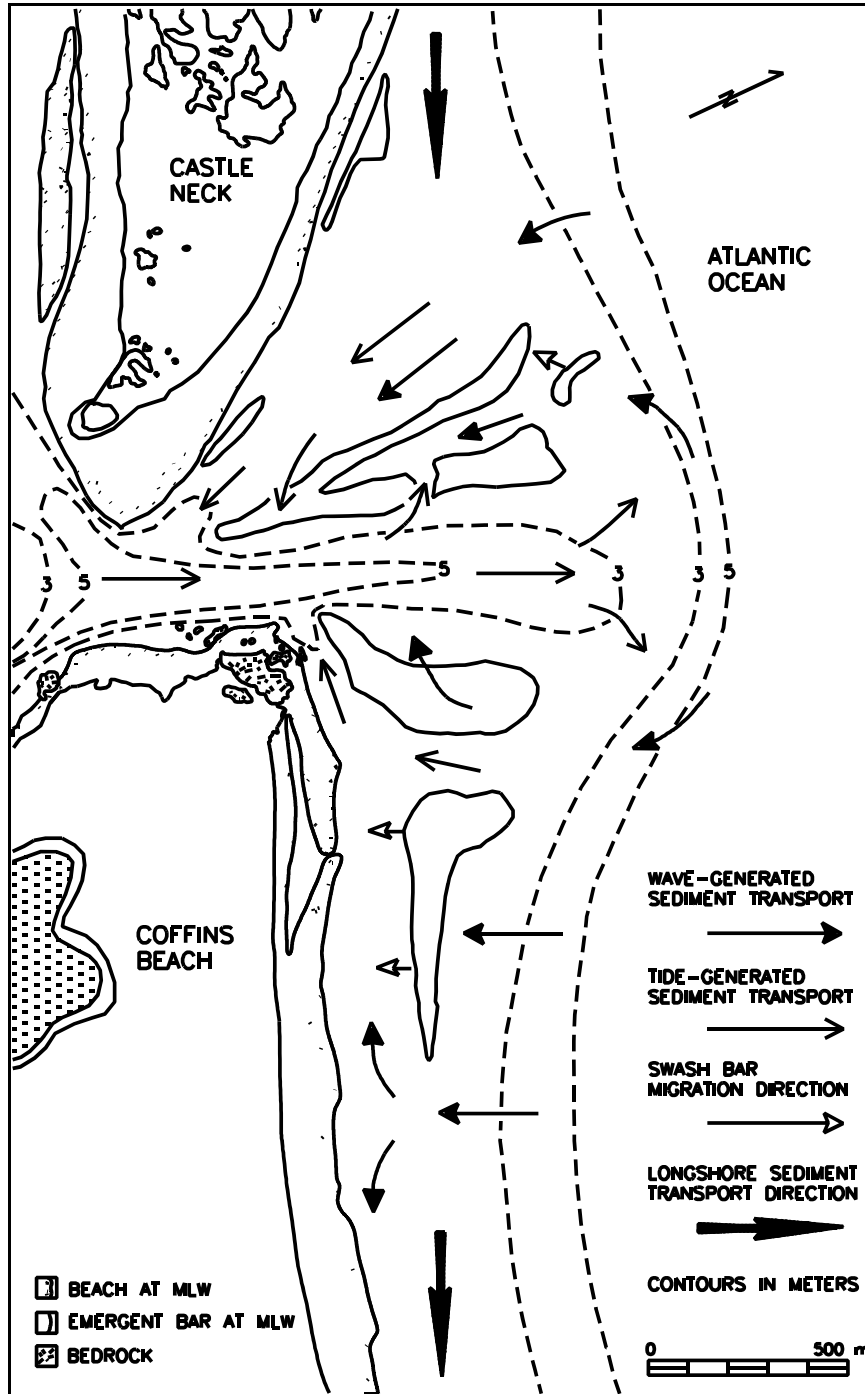 N
CASTLE
NECK
ATLANTIC
OCEAN
3 5 5 3 3 5
COFFINS
BEACH
WAVE-GENERATED
SEDIMENT TRANSPORT
TIDE-GENERATED
SEDIMENT TRANSPORT
SWASH BAR
MIGRATION DIRECTION
LONGSHORE SEDIMENT
TRANSPORT DIRECTION
CONTOURS IN METERS
0 500 m
BEACH AT MLW
EMERGENT BAR AT MLW
BEDROCK